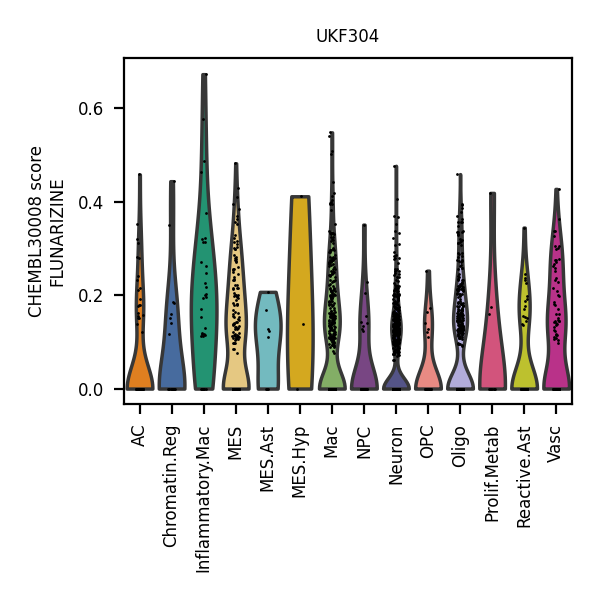 UKF304
CHEMBL30008 score
FLUNARIZINE
0.6
0.4
0.2
0.0
AC
Chromatin.Reg
Inflammatory.Mac
MES
MES.Ast
MES.Hyp
Mac
NPC
Neuron
OPC
Oligo
Prolif.Metab
Reactive.Ast
Vasc